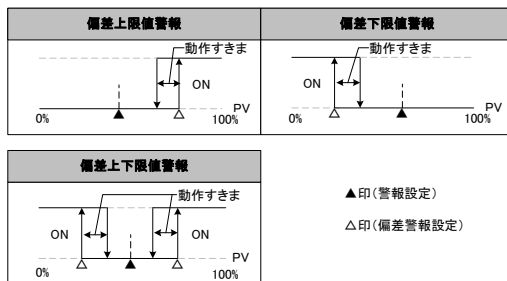 偏差上限値警報
動作すきま
ON
PV
0%
100%
偏差下限値警報
動作すきま
ON
PV
0%
100%
偏差上下限値警報
動作すきま
ON
ON
PV
0%
100%
▲印(警報設定)
△印(偏差警報設定)